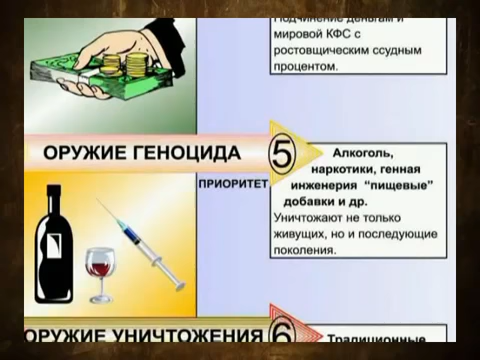 Подчинение деньгам и
мировой КФС с
ростовщическим ссудным
процентом.
ОРУЖИЕ ГЕНОЦИДА
5
ПРИОРИТЕТ
Алкоголь,
наркотики, генная
инженерия "пищевые"
добавки и др.
Уничтожают не только
живущих, но и последующие
поколения.
ОРУЖИЕ УНИЧТОЖЕНИЯ
6
Традиционные